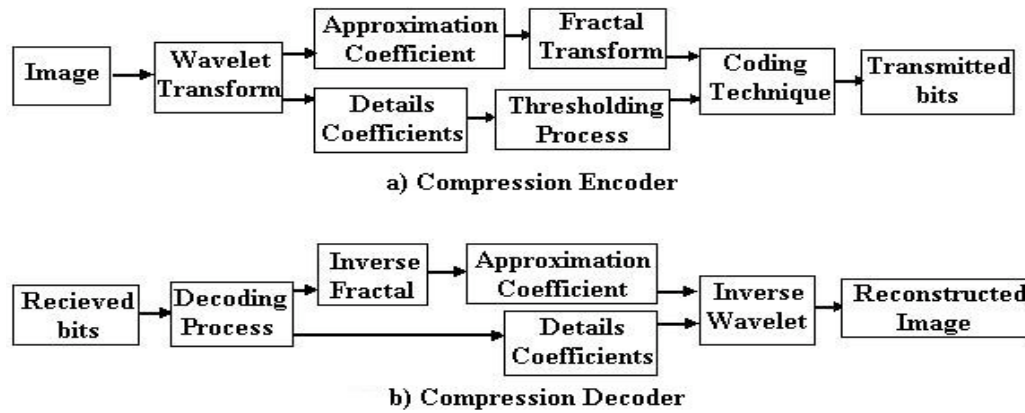 Image
Wavelet
Transform
Approximation
Coefficient
Fractal
Transform
Details
Coefficients
Thresholding
Process
Coding
Technique
Transmitted
bits
a) Compression Encoder
Recieved
bits
Decoding
Process
Inverse
Fractal
Approximation
Coefficient
Details
Coefficients
Inverse
Wavelet
Reconstructed
Image
b) Compression Decoder